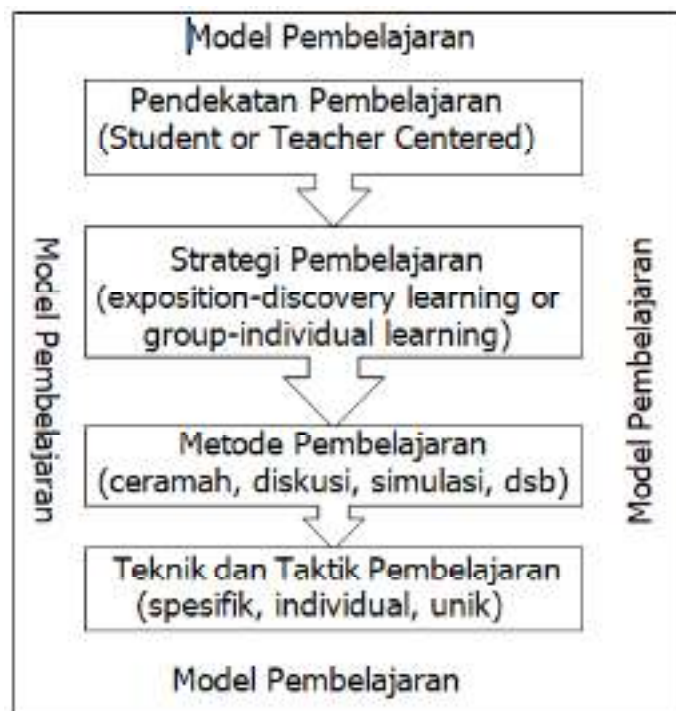 Model Pembelajaran
Pendekatan Pembelajaran
(Student or Teacher Centered)
Strategi Pembelajaran
(exposition-discovery learning or
group-individual learning)
Metode Pembelajaran
(ceramah, diskusi, simulasi, dsb)
Teknik dan Taktik Pembelajaran
(spesifik, individual, unik)
Model Pembelajaran
Model Pembelajaran
Model Pembelajaran